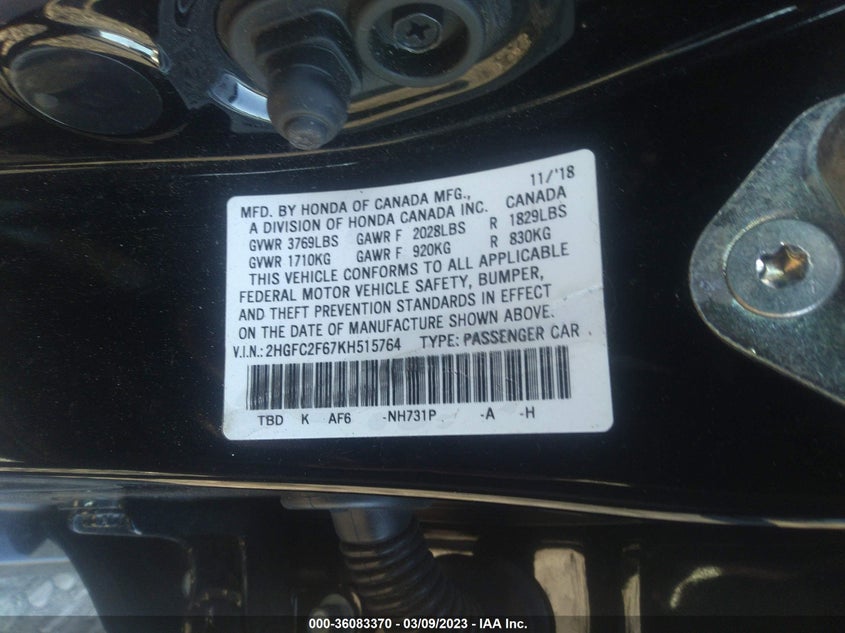 11/'18
MFD. BY HONDA OF CANADA MFG.,
A DIVISION OF HONDA CANADA INC. CANADA
GVWR 3769LBS GAWR F 2028LBS R 1829LBS
GVWR 1710KG GAWR F 920KG R 830KG
THIS VEHICLE CONFORMS TO ALL APPLICABLE
FEDERAL MOTOR VEHICLE SAFETY, BUMPER,
AND THEFT PREVENTION STANDARDS IN EFFECT
ON THE DATE OF MANUFACTURE SHOWN ABOVE.
V.I.N.: 2HGFC2F67KH515764 TYPE: PASSENGER CAR
TBD K AF6 -NH731P -A -H
000-36083370 - 03/09/2023 - IAA Inc.